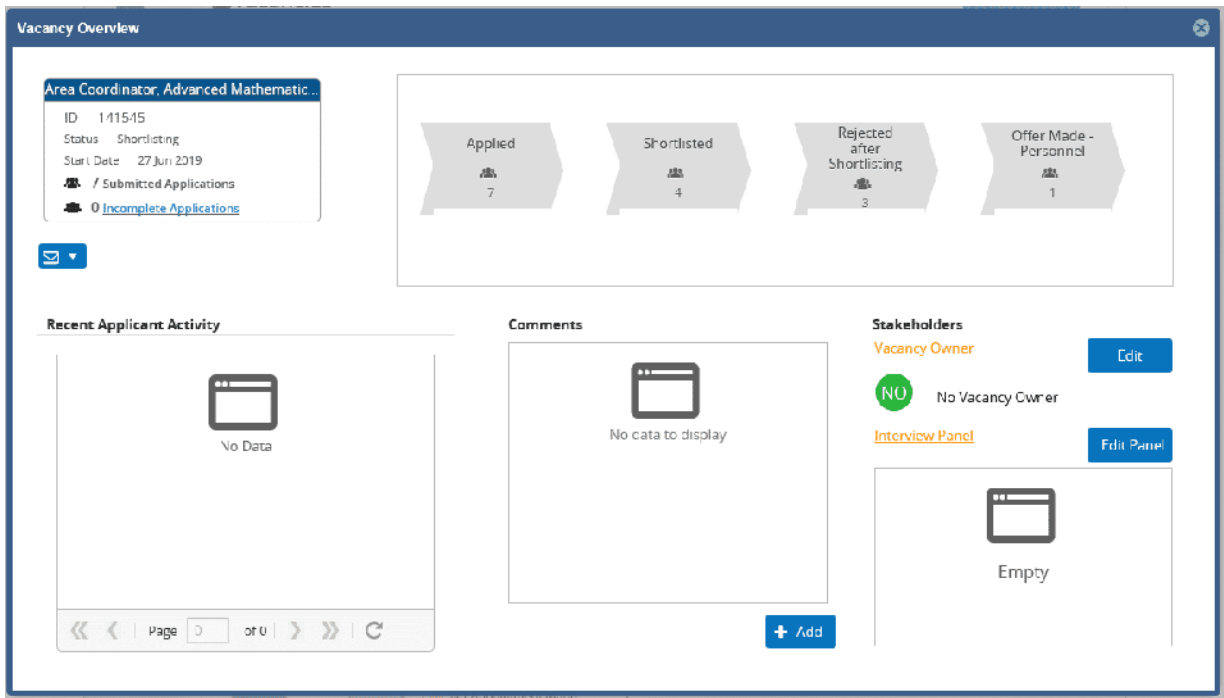 Vacancy Overview
Area Coordinator, Advanced Mathematic...
ID 141545
Status Shortlisting
Start Date 27 Jun 2019
/ Submitted Applications
0 Incomplete Applications
Applied
7
Shortlisted
4
Rejected
after
Shortlisting
3
Offer Made -
Personnel
1
Recent Applicant Activity
No Data
Page 0 of 0
Comments
No data to display
+ Add
Stakeholders
Vacancy Owner
Edit
NO
No Vacancy Owner
Interview Panel
Edit Panel
Empty